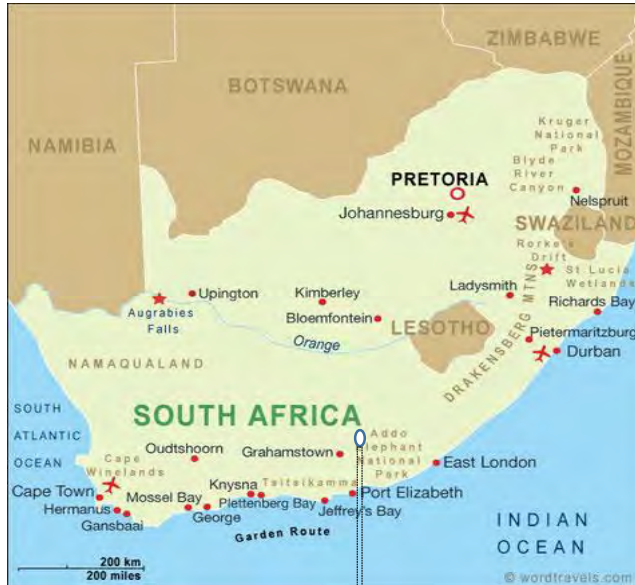 ZIMBABWE
BOTSWANA
MOZAMBIQUE
NAMIBIA
Kruger
National
Park
Blyde
River
Canyon
PRETORIA
Nelspruit
Johannesburg
SWAZILAND
Rorke's
Drift
St Lucia
Wetlands
Upington
Kimberley
Ladysmith
Richards Bay
Augrabies
Falls
Bloemfontein
LESOTHO
DRAKENSBERG MTNS
Pietermaritzburg
Orange
Durban
NAMAQUALAND
SOUTH
ATLANTIC
OCEAN
SOUTH AFRICA
Addo
Elephant
National
Park
Cape
Winelands
Oudtshoorn
Grahamstown
East London
Cape Town
Mossel Bay
Knysna
Tsitsikamma
Port Elizabeth
Hermanus
Plettenberg Bay
Gansbaai
George
Jeffrey's Bay
Garden Route
INDIAN
OCEAN
200 km
200 miles
© wordtravels.com